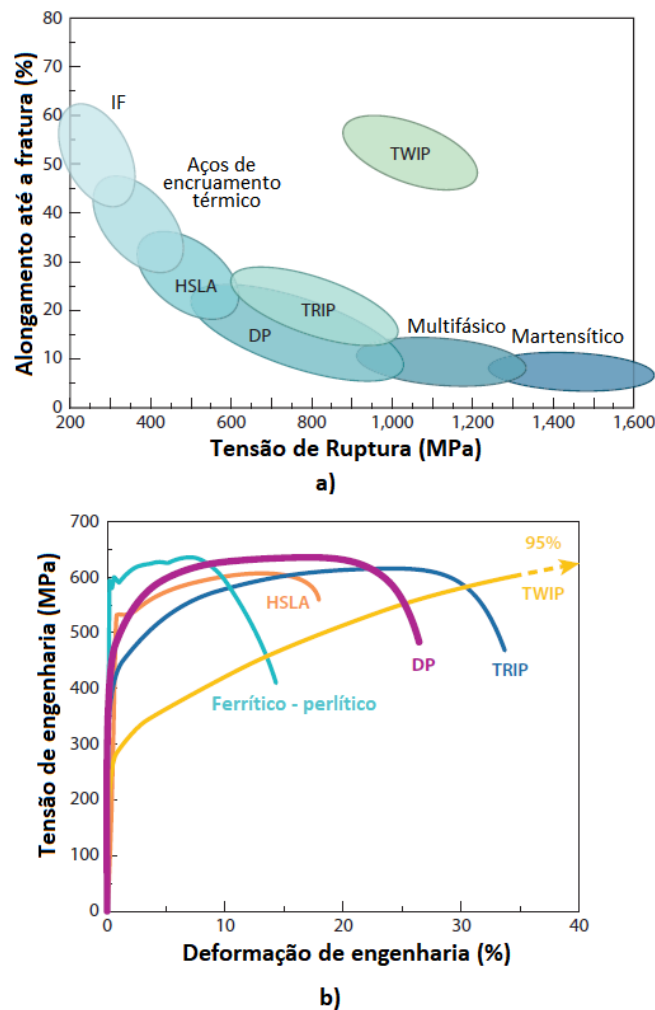 80
70
60
50
40
30
20
10
0
Alongamento até a fratura (%)
IF
Aços de
encruamento
térmico
TWIP
HSLA
TRIP
DP
Multifásico
Martensítico
200 400 600 800 1,000 1,200 1,400 1,600
Tensão de Ruptura (MPa)
a)
700
600
500
400
300
200
100
0
Tensão de engenharia (MPa)
95%
TWIP
HSLA
DP
TRIP
Ferrítico - perlítico
0 10 20 30 40
Deformação de engenharia (%)
b)